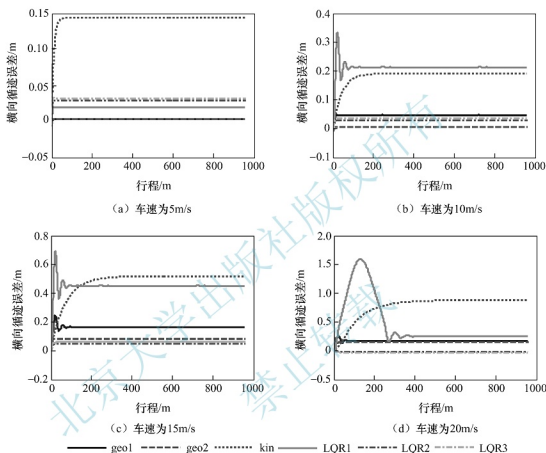 0.15
0.10
0.05
0
−0.05
横向循迹误差/m
0 200 400 600 800 1000
行程/m
(a) 车速为5m/s
0.4
0.3
0.2
0.1
0
−0.1
横向循迹误差/m
0 200 400 600 800 1000
行程/m
(b) 车速为10m/s
0.8
0.6
0.4
0.2
0
0.2
横向循迹误差/m
0 200 400 600 800 1000
行程/m
(c) 车速为15m/s
2.0
1.5
1.0
0.5
0
−0.5
横向循迹误差/m
0 200 400 600 800 1000
行程/m
(d) 车速为20m/s
geo1 geo2 kin LQR1 LQR2 LQR3
北京大学出版社版权所有
禁止转载